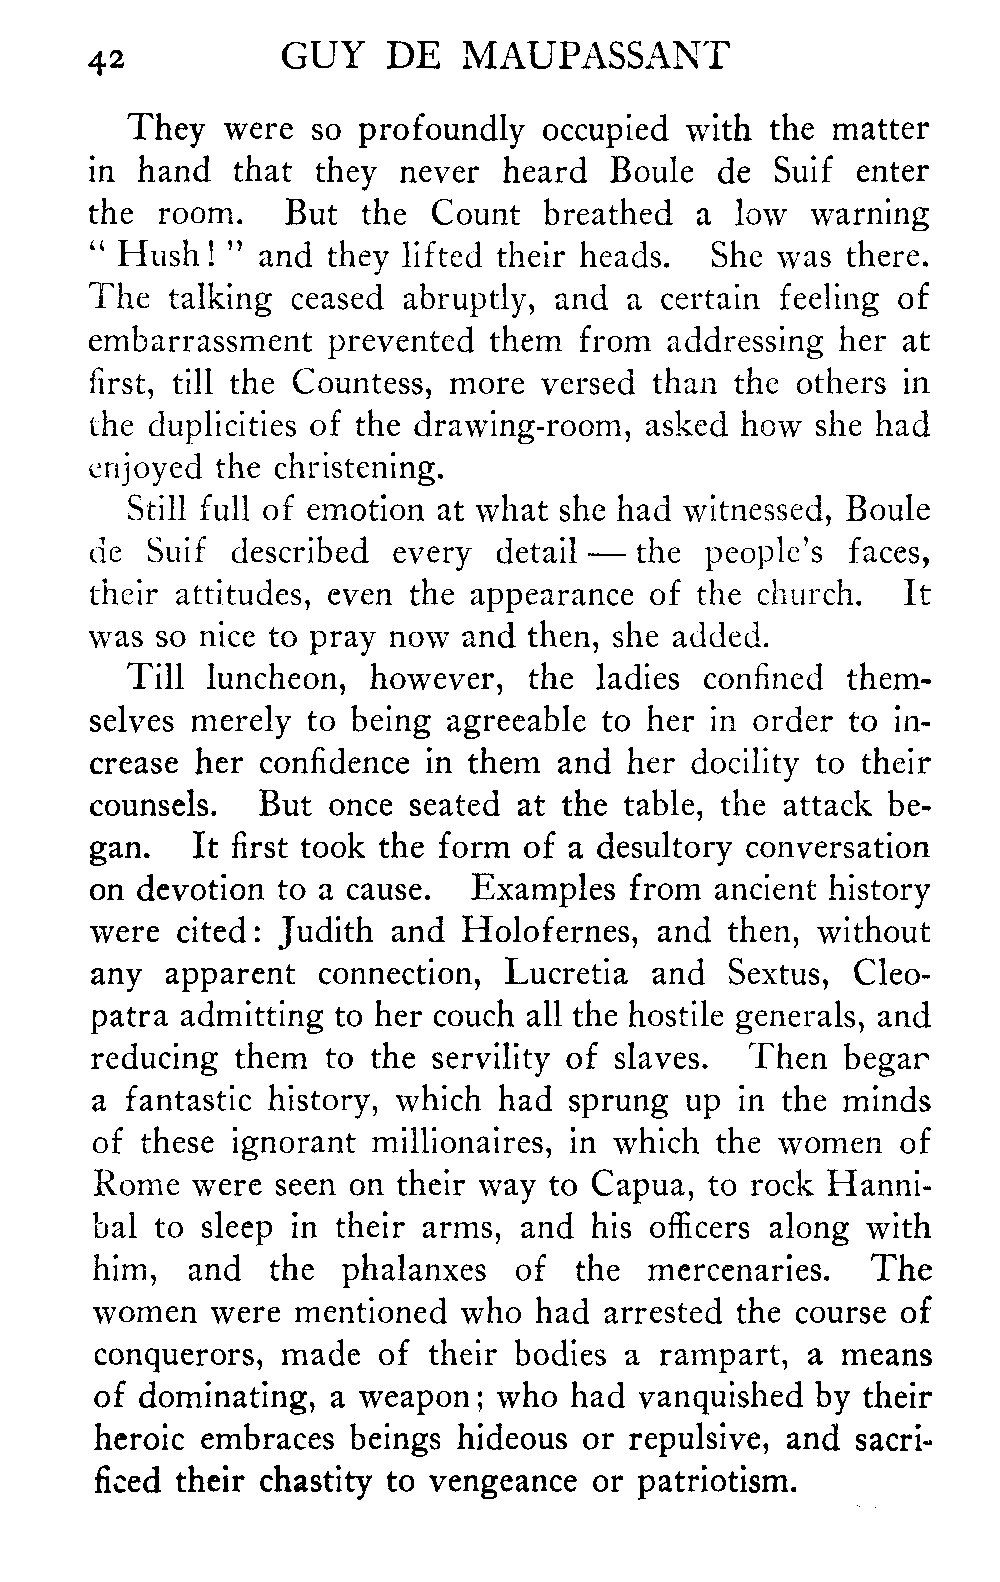 42 GUY DE MAUPASSANT
They were so profoundly occupied with the matter
in hand that they never heard Boule de Suif enter
the room. But the Count breathed a low warning
" Hush! " and they lifted their heads. She was there.
The talking ceased abruptly, and a certain feeling of
embarrassment prevented them from addressing her at
first, till the Countess, more versed than the others in
the duplicities of the drawing-room, asked how she had
enjoyed the christening.
Still full of emotion at what she had witnessed, Boule
de Suif described every detail — the people's faces,
their attitudes, even the appearance of the church. It
was so nice to pray now and then, she added.
Till luncheon, however, the ladies confined them-
selves merely to being agreeable to her in order to in-
crease her confidence in them and her docility to their
counsels. But once seated at the table, the attack be-
gan. It first took the form of a desultory conversation
on devotion to a cause. Examples from ancient history
were cited: Judith and Holofernes, and then, without
any apparent connection, Lucretia and Sextus, Cleo-
patra admitting to her couch all the hostile generals, and
reducing them to the servility of slaves. Then began
a fantastic history, which had sprung up in the minds
of these ignorant millionaires, in which the women of
Rome were seen on their way to Capua, to rock Hanni-
bal to sleep in their arms, and his officers along with
him, and the phalanxes of the mercenaries. The
women were mentioned who had arrested the course of
conquerors, made of their bodies a rampart, a means
of dominating, a weapon; who had vanquished by their
heroic embraces beings hideous or repulsive, and sacri-
ficed their chastity to vengeance or patriotism.